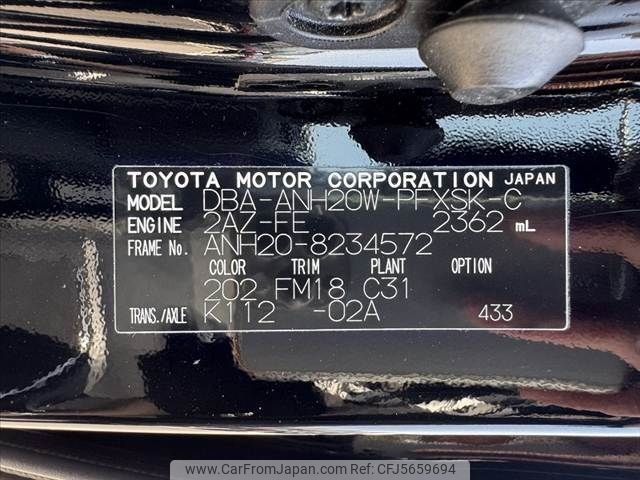 TOYOTA MOTOR CORPORATION JAPAN
MODEL DBA-ANH20W-PFXSK-C
ENGINE 2AZ-FE 2362 mL
FRAME No. ANH20-8234572
COLOR TRIM PLANT OPTION
202 FM18 C31
TRANS./AXLE K112 -02A 433
www.CarFromJapan.com | CFJ5659694